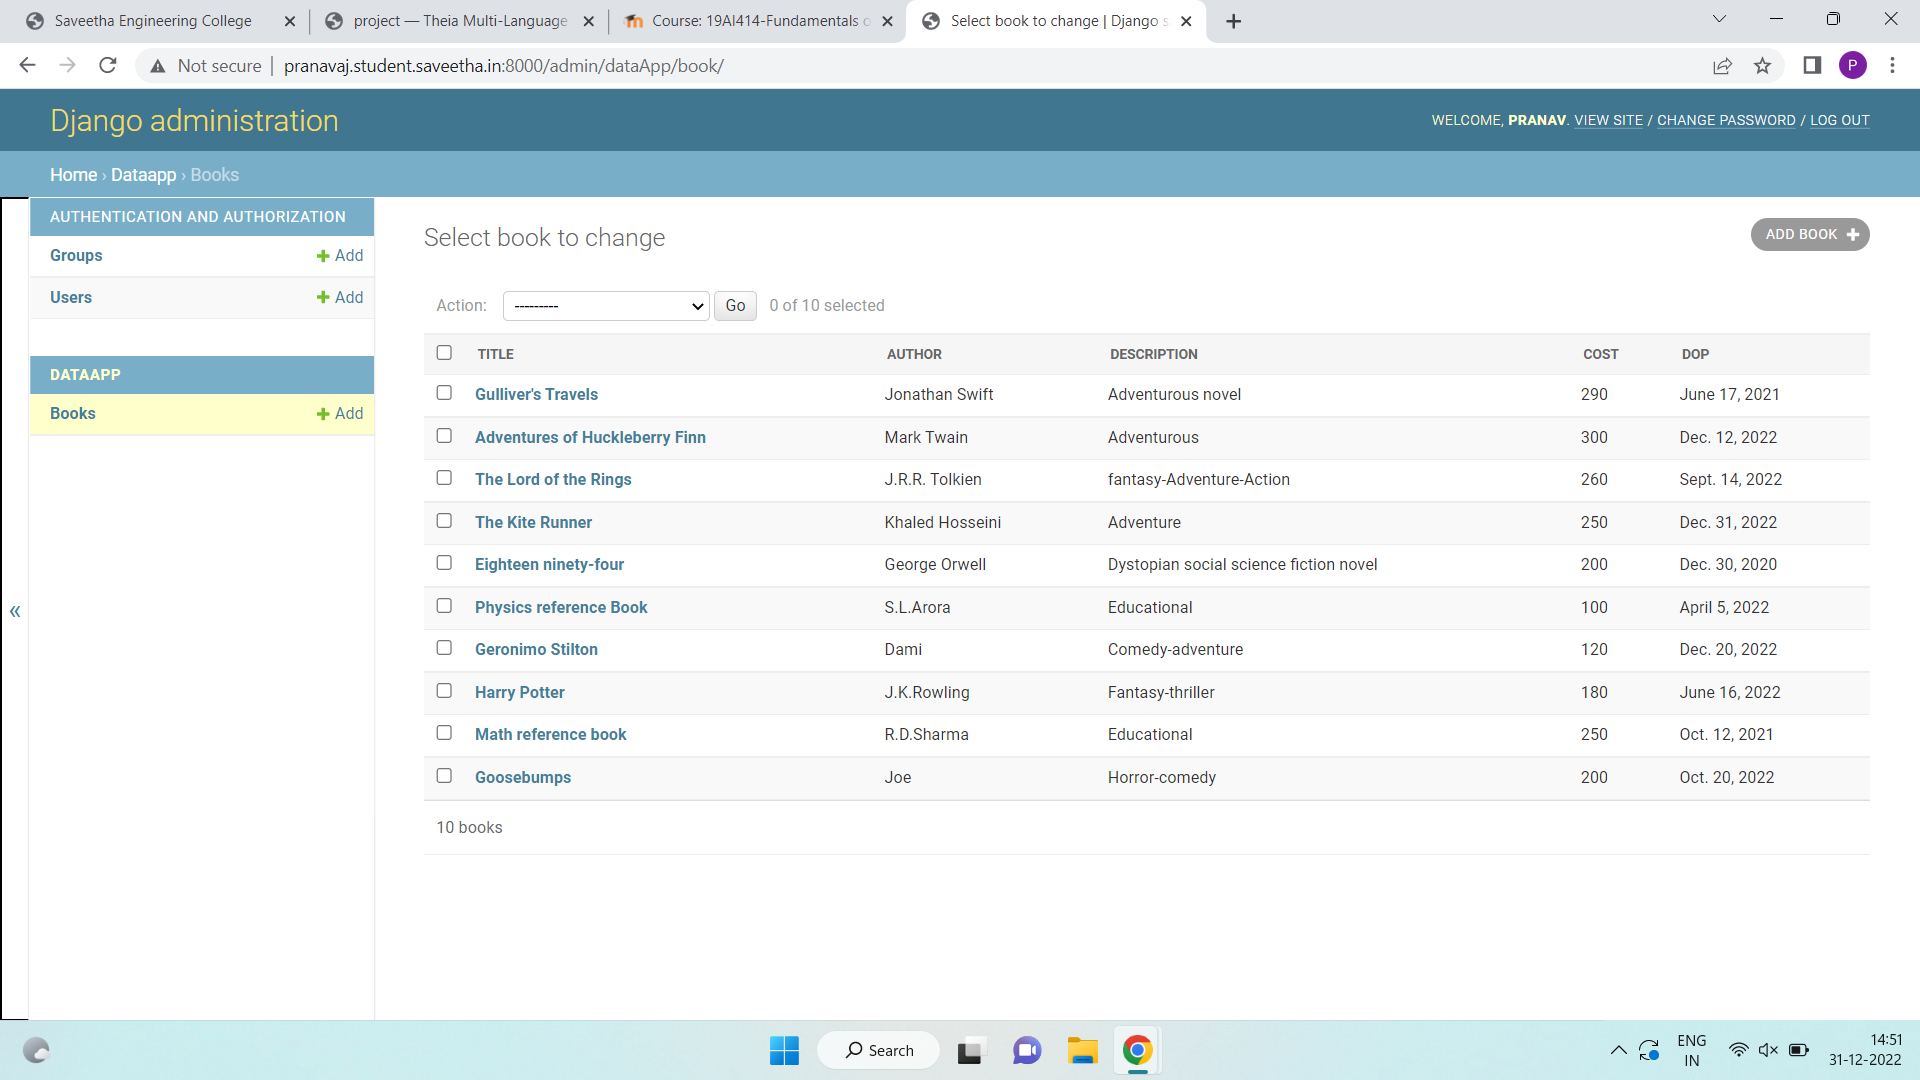 Saveetha Engineering College
project — Theia Multi-Language
Course: 19AI414-Fundamentals o
Select book to change | Django s
Not secure | pranavaj.student.saveetha.in:8000/admin/dataApp/book/
P
Django administration
WELCOME, PRANAV. VIEW SITE / CHANGE PASSWORD / LOG OUT
Home › Dataapp › Books
AUTHENTICATION AND AUTHORIZATION
Groups + Add
Users + Add
DATAAPP
Books + Add
«
Select book to change
ADD BOOK +
Action: --------- Go 0 of 10 selected
TITLE AUTHOR DESCRIPTION COST DOP
Gulliver's Travels Jonathan Swift Adventurous novel 290 June 17, 2021
Adventures of Huckleberry Finn Mark Twain Adventurous 300 Dec. 12, 2022
The Lord of the Rings J.R.R. Tolkien fantasy-Adventure-Action 260 Sept. 14, 2022
The Kite Runner Khaled Hosseini Adventure 250 Dec. 31, 2022
Eighteen ninety-four George Orwell Dystopian social science fiction novel 200 Dec. 30, 2020
Physics reference Book S.L.Arora Educational 100 April 5, 2022
Geronimo Stilton Dami Comedy-adventure 120 Dec. 20, 2022
Harry Potter J.K.Rowling Fantasy-thriller 180 June 16, 2022
Math reference book R.D.Sharma Educational 250 Oct. 12, 2021
Goosebumps Joe Horror-comedy 200 Oct. 20, 2022
10 books
Search
ENG
IN
14:51
31-12-2022